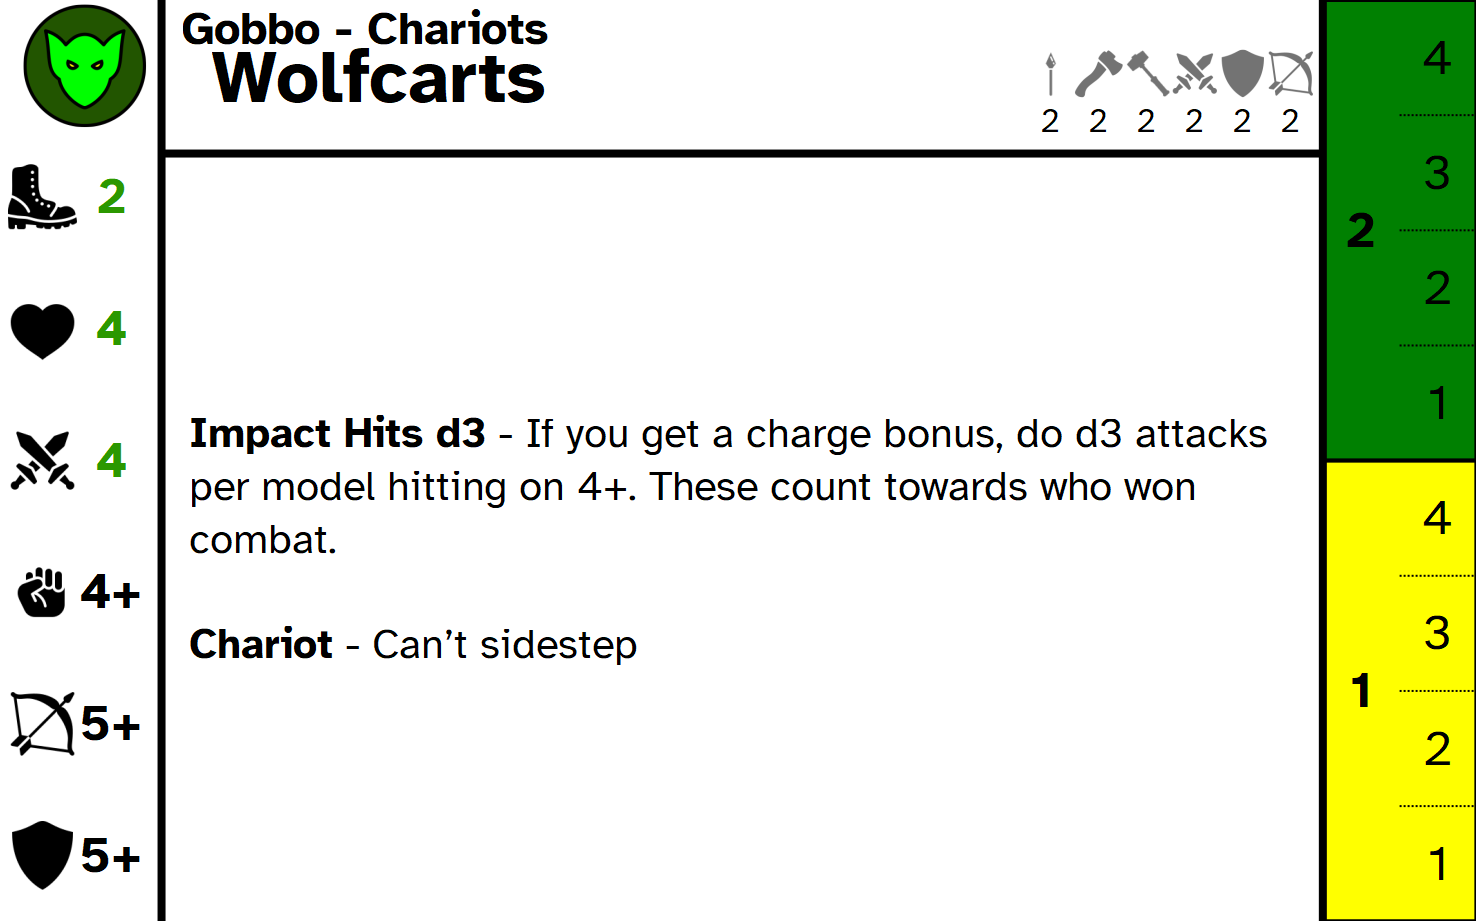 Gobbo - Chariots
Wolfcarts
2 2 2 2 2 2
2
4
4
4+
5+
5+
Impact Hits d3 - If you get a charge bonus, do d3 attacks
per model hitting on 4+. These count towards who won
combat.
Chariot - Can’t sidestep
2
4
3
2
1
1
4
3
2
1